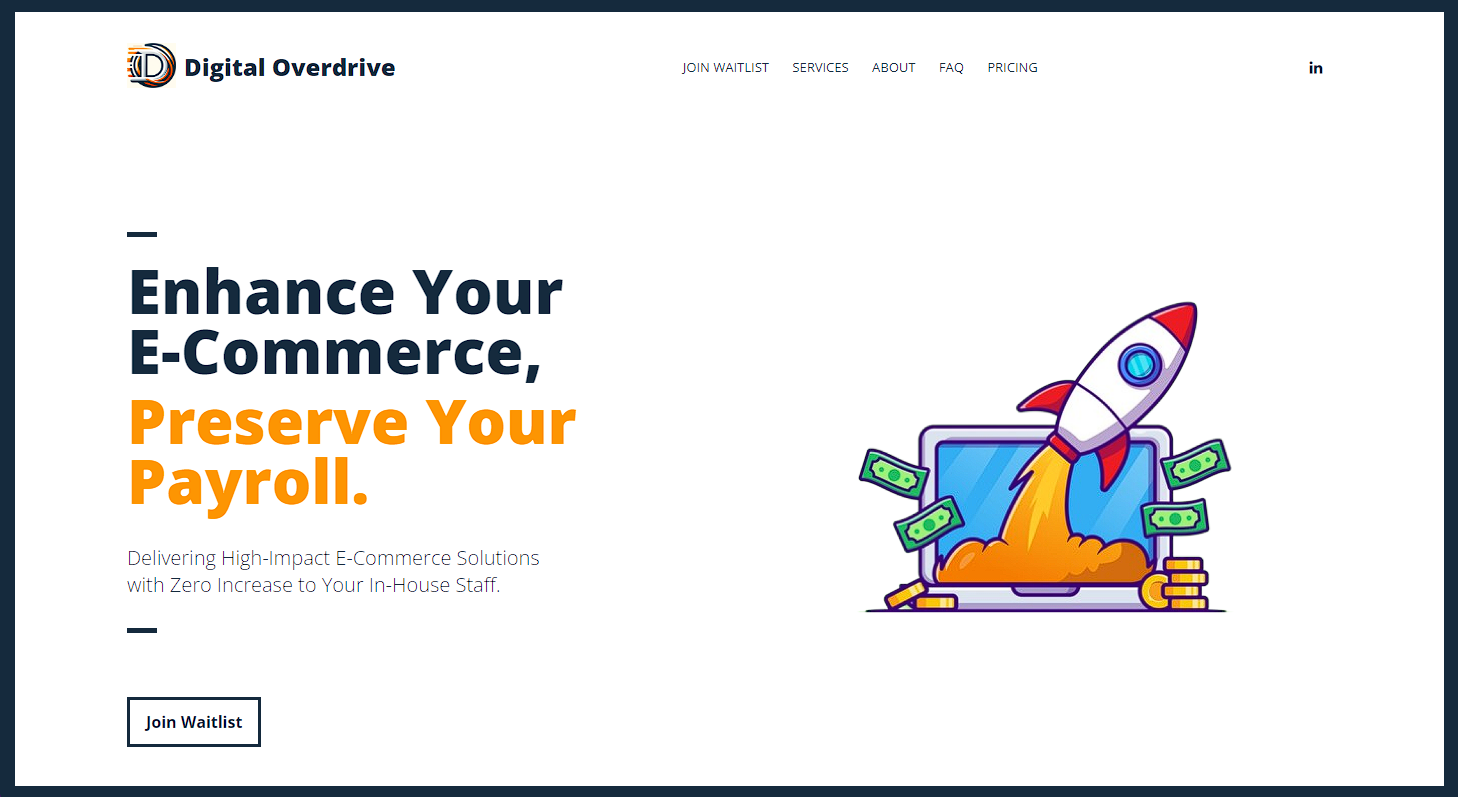 Digital Overdrive
JOIN WAITLIST SERVICES ABOUT FAQ PRICING
in
Enhance Your
E-Commerce,
Preserve Your
Payroll.
Delivering High-Impact E-Commerce Solutions
with Zero Increase to Your In-House Staff.
Join Waitlist